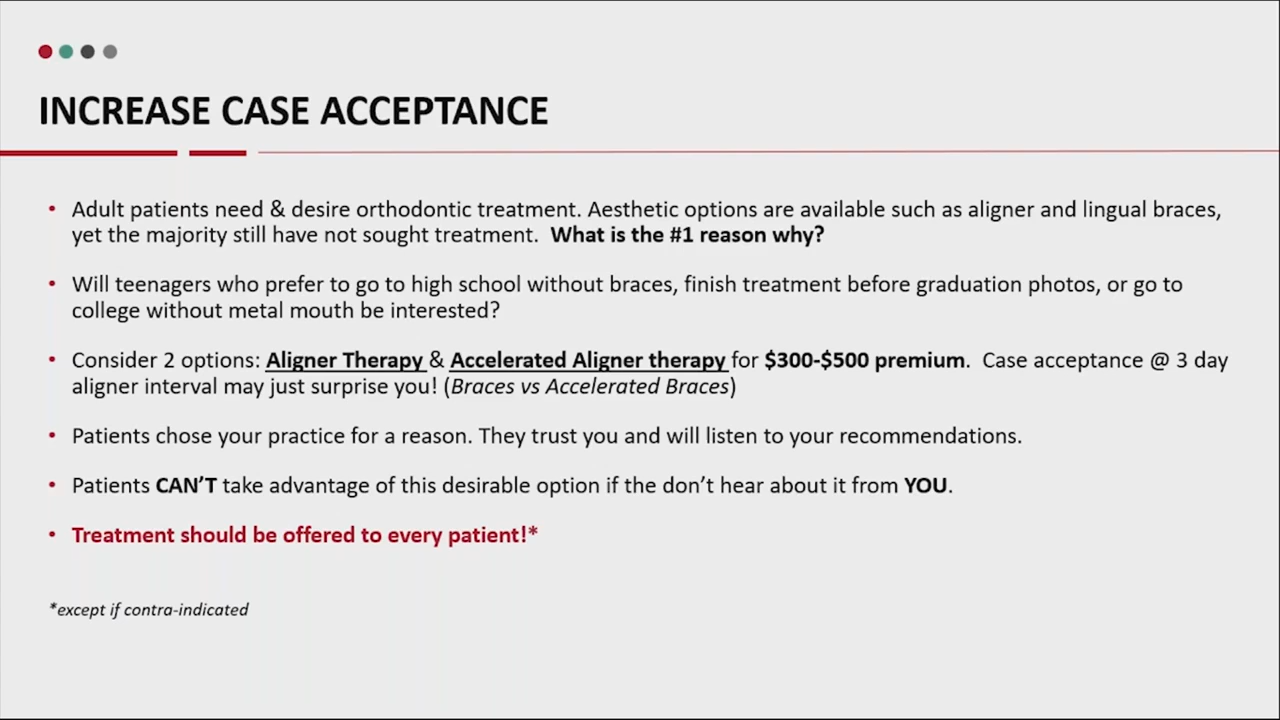 INCREASE CASE ACCEPTANCE
• Adult patients need & desire orthodontic treatment. Aesthetic options are available such as aligner and lingual braces,
yet the majority still have not sought treatment. What is the #1 reason why?
• Will teenagers who prefer to go to high school without braces, finish treatment before graduation photos, or go to
college without metal mouth be interested?
• Consider 2 options: Aligner Therapy & Accelerated Aligner therapy for $300-$500 premium. Case acceptance @ 3 day
aligner interval may just surprise you! (Braces vs Accelerated Braces)
• Patients chose your practice for a reason. They trust you and will listen to your recommendations.
• Patients CAN'T take advantage of this desirable option if the don't hear about it from YOU.
• Treatment should be offered to every patient!*
*except if contra-indicated